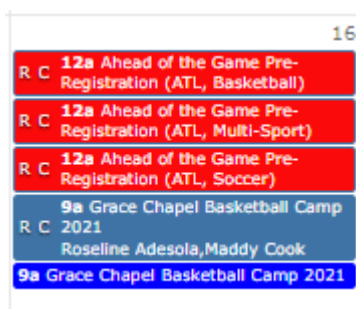 16
R C 12a Ahead of the Game Pre-
Registration (ATL, Basketball)
R C 12a Ahead of the Game Pre-
Registration (ATL, Multi-Sport)
R C 12a Ahead of the Game Pre-
Registration (ATL, Soccer)
9a Grace Chapel Basketball Camp
R C 2021
Roseline Adesola,Maddy Cook
9a Grace Chapel Basketball Camp 2021